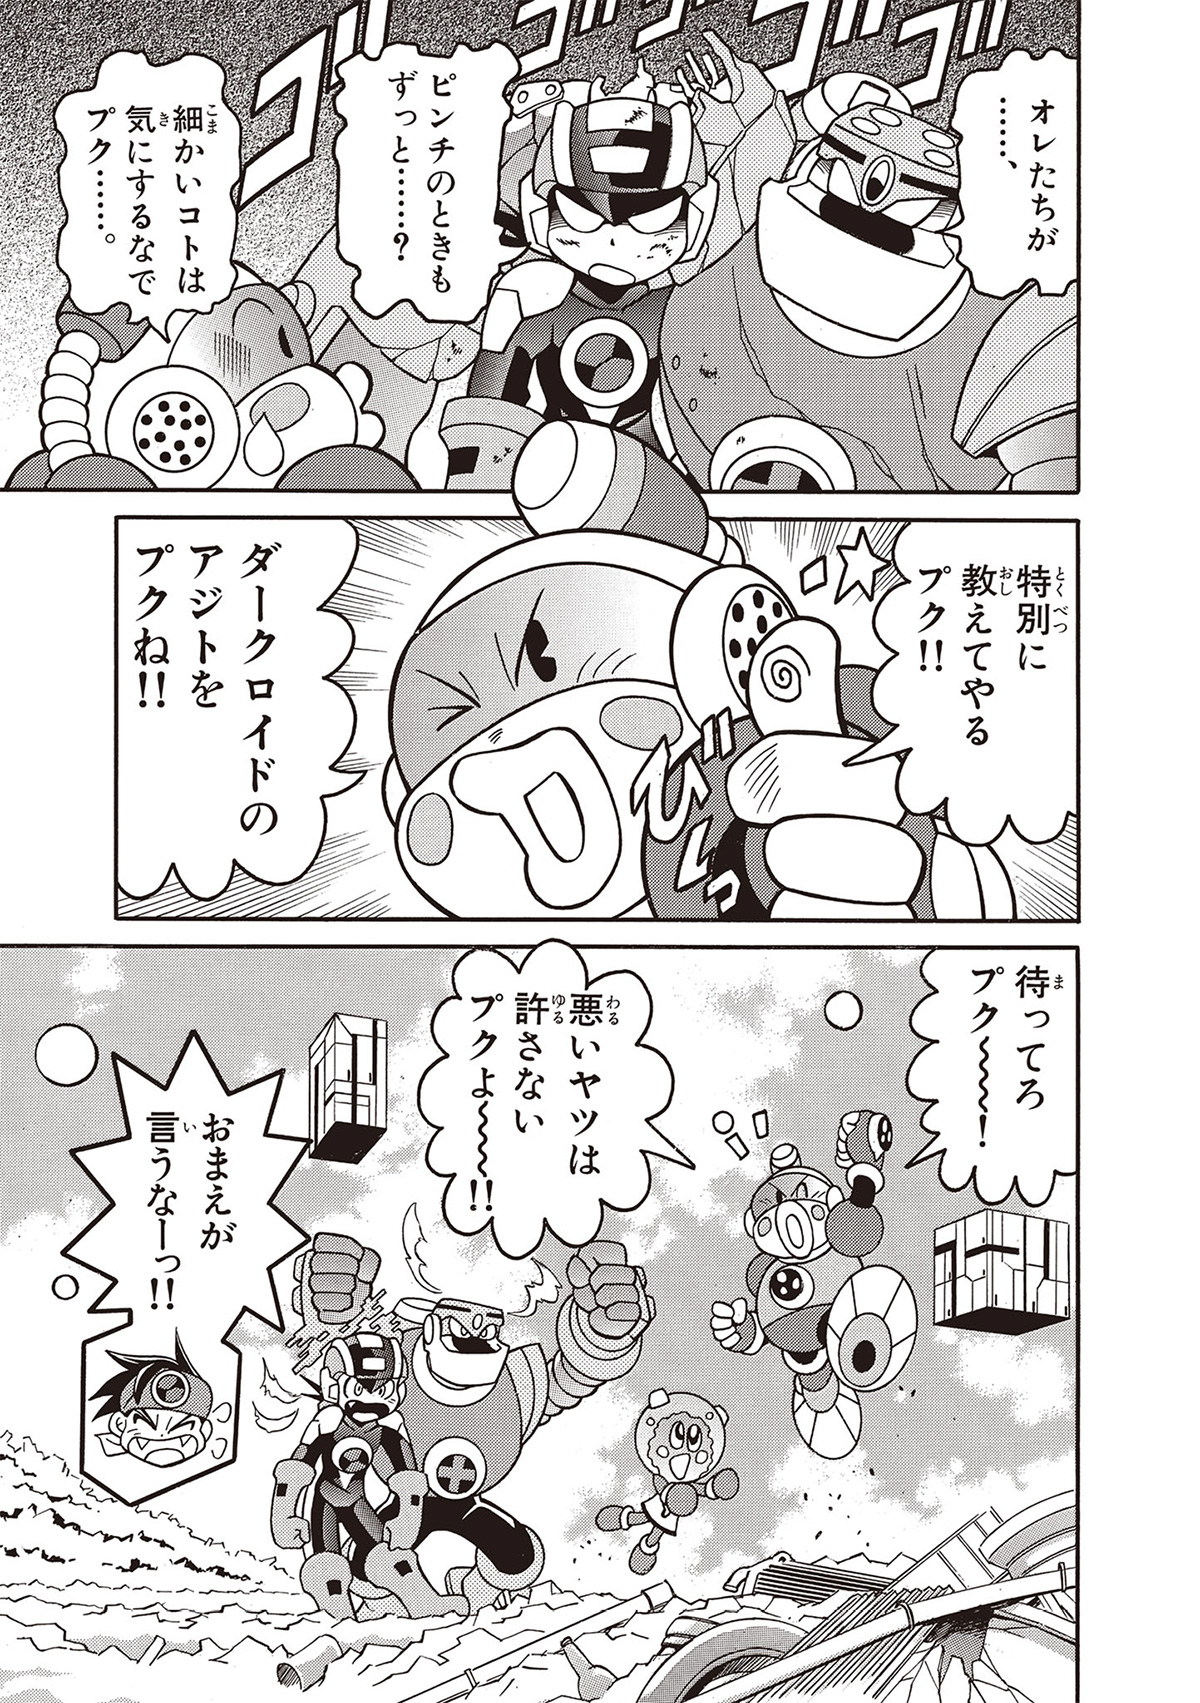 オレたちが
……、
ピンチのときも
ずっと……?
細かいコトは
気にするなで
プク……。
ゴゴゴゴゴ
特別に
教えてやる
プク!!
ダークロイドの
アジトを
プクね!!
びしっ
待ってろ
プク〜〜〜!
悪いヤツは
許さない
プクよ〜〜〜!!
おまえが
言うなーっ!!